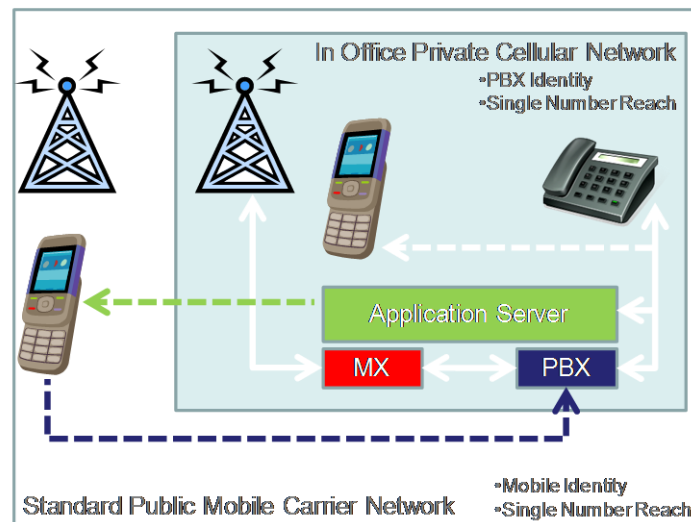 In Office Private Cellular Network
•PBX Identity
•Single Number Reach
Application Server
MX
PBX
Standard Public Mobile Carrier Network
•Mobile Identity
•Single Number Reach